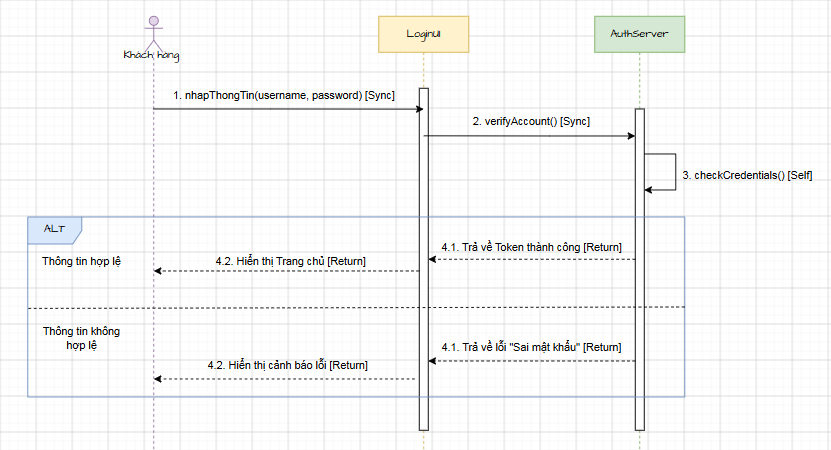 Khách hàng
LoginUI
AuthServer
1. nhapThongTin(username, password) [Sync]
2. verifyAccount() [Sync]
3. checkCredentials() [Self]
ALT
Thông tin hợp lệ
4.1. Trả về Token thành công [Return]
4.2. Hiển thị Trang chủ [Return]
Thông tin không
hợp lệ
4.1. Trả về lỗi "Sai mật khẩu" [Return]
4.2. Hiển thị cảnh báo lỗi [Return]